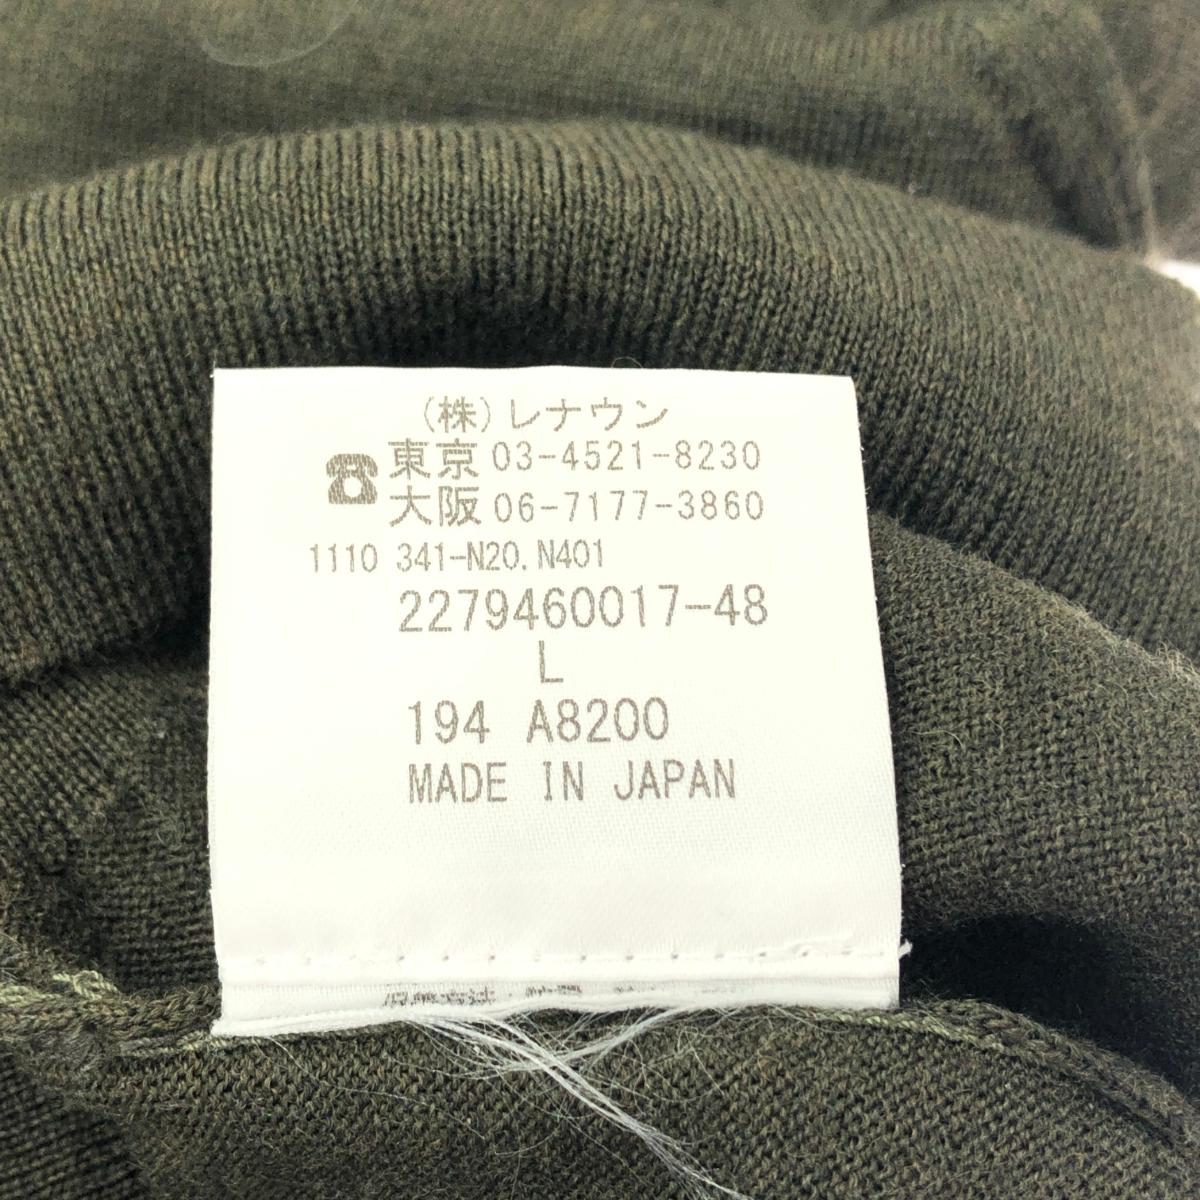 (株)レナウン
☎東京 03-4521-8230
大阪 06-7177-3860
1110 341-N20.N401
2279460017-48
L
194 A8200
MADE IN JAPAN